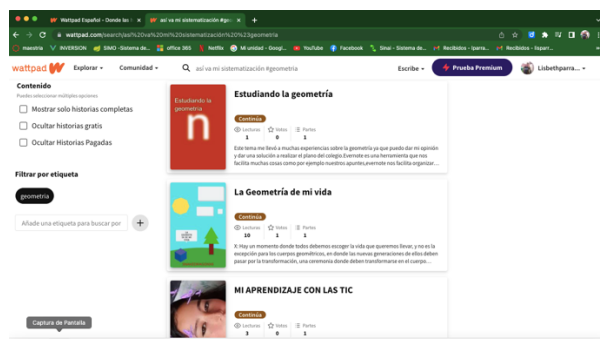 Wattpad Español - Donde las h
así va mi sistematización #geo
wattpad.com/search/así%20va%20mi%20sistematización%20%23geometria
maestria
INVERSION
SIMO -Sistema de...
office 365
Netflix
Mi unidad - Googl...
YouTube
Facebook
Sinai - Sistema de...
Recibidos - lparra...
Recibidos - lisparr...
wattpad
Explorar
Comunidad
así va mi sistematización #geometria
Escribe
Prueba Premium
Lisbethparra...
Contenido
Puedes seleccionar múltiples opciones
Mostrar solo historias completas
Ocultar historias gratis
Ocultar Historias Pagadas
Filtrar por etiqueta
geometria
Añade una etiqueta para buscar por
+
Captura de Pantalla
Estudiando la
geometría
n
Estudiando la geometría
Continúa
Lecturas Votos Partes
1 0 1
Este tema me llevó a muchas experiencias sobre la geometría ya que puedo dar mi opinión
y dar una solución a realizar el plano del colegio.Evernote es una herramienta que nos
facilita muchas cosas como por ejemplo nuestros apuntes,evernote nos facilita organizar...
La Geometría de mi vida
Continúa
Lecturas Votos Partes
10 1 1
X: Hay un momento donde todos debemos escoger la vida que queremos llevar, y no es la
excepción para los cuerpos geométricos, en donde las nuevas generaciones de ellos deben
pasar por la transformación, una ceremonia donde deben transformarse en el cuerpo...
MI APRENDIZAJE CON LAS TIC
Continúa
Lecturas Votos Partes
3 0 1